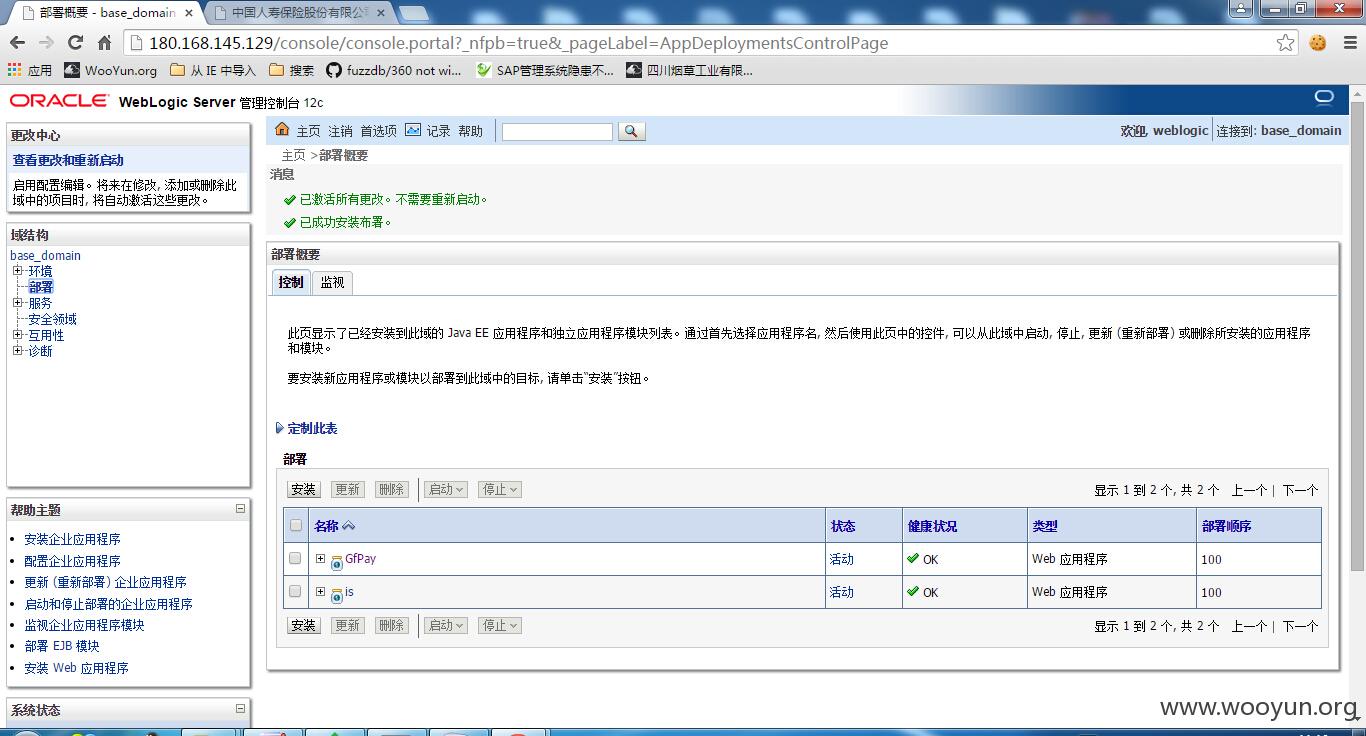 部署概要 - base_domain
中国人寿保险股份有限公
180.168.145.129/console/console.portal?_nfpb=true&_pageLabel=AppDeploymentsControlPage
应用 WooYun.org 从 IE 中导入 搜索 fuzzdb/360 not wi... SAP管理系统隐患不... 四川烟草工业有限...
ORACLE WebLogic Server 管理控制台 12c
更改中心
查看更改和重新启动
启用配置编辑。将来在修改, 添加或删除此
域中的项目时, 将自动激活这些更改。
域结构
base_domain
环境
部署
服务
安全领域
互用性
诊断
帮助主题
安装企业应用程序
配置企业应用程序
更新 (重新部署) 企业应用程序
启动和停止部署的企业应用程序
监视企业应用程序模块
部署 EJB 模块
安装 Web 应用程序
系统状态
主页 注销 首选项 记录 帮助
欢迎, weblogic 连接到: base_domain
主页 >部署概要
消息
已激活所有更改。不需要重新启动。
已成功安装布署。
部署概要
控制 监视
此页显示了已经安装到此域的 Java EE 应用程序和独立应用程序模块列表。通过首先选择应用程序名, 然后使用此页中的控件, 可以从此域中启动, 停止, 更新 (重新部署) 或删除所安装的应用程序
和模块。
要安装新应用程序或模块以部署到此域中的目标, 请单击“安装”按钮。
定制此表
部署
安装 更新 删除 启动 停止 显示 1 到 2 个, 共 2 个 上一个 | 下一个
名称 状态 健康状况 类型 部署顺序
GfPay 活动 OK Web 应用程序 100
is 活动 OK Web 应用程序 100
安装 更新 删除 启动 停止 显示 1 到 2 个, 共 2 个 上一个 | 下一个
www.wooyun.org